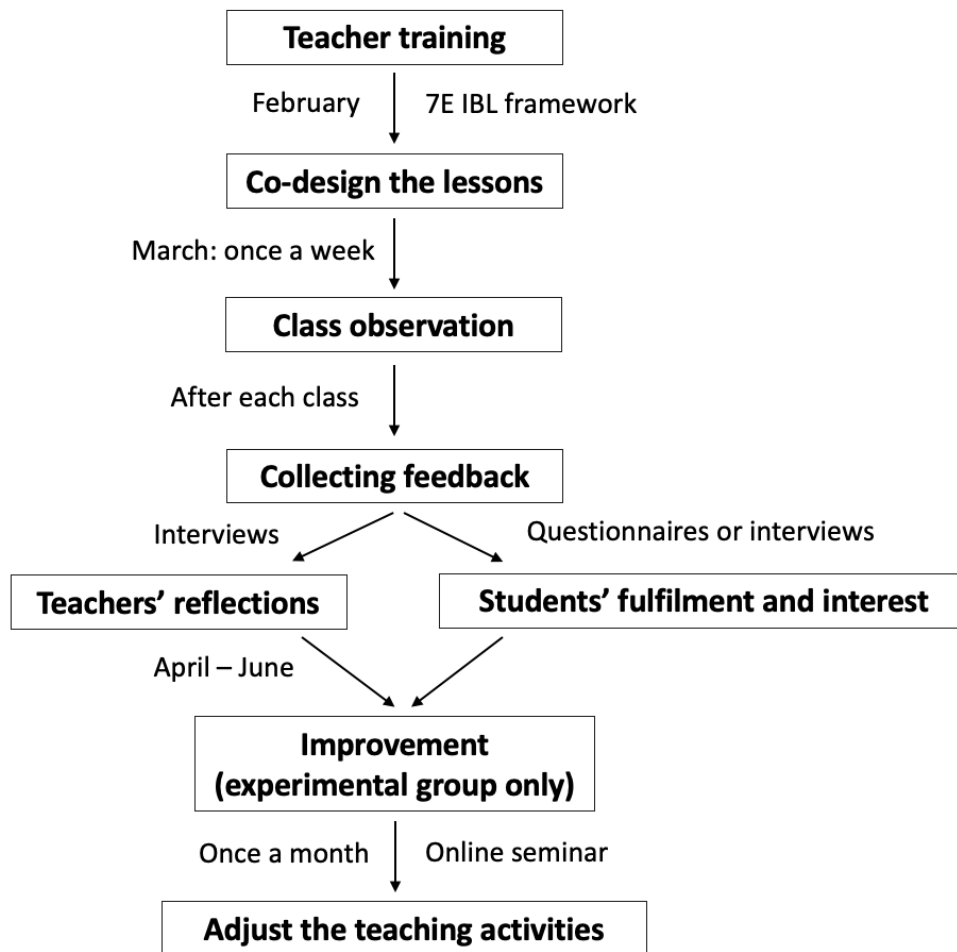 Teacher training
February
7E IBL framework
Co-design the lessons
March: once a week
Class observation
After each class
Collecting feedback
Interviews
Questionnaires or interviews
Teachers’ reflections
Students’ fulfilment and interest
April – June
Improvement
(experimental group only)
Once a month
Online seminar
Adjust the teaching activities